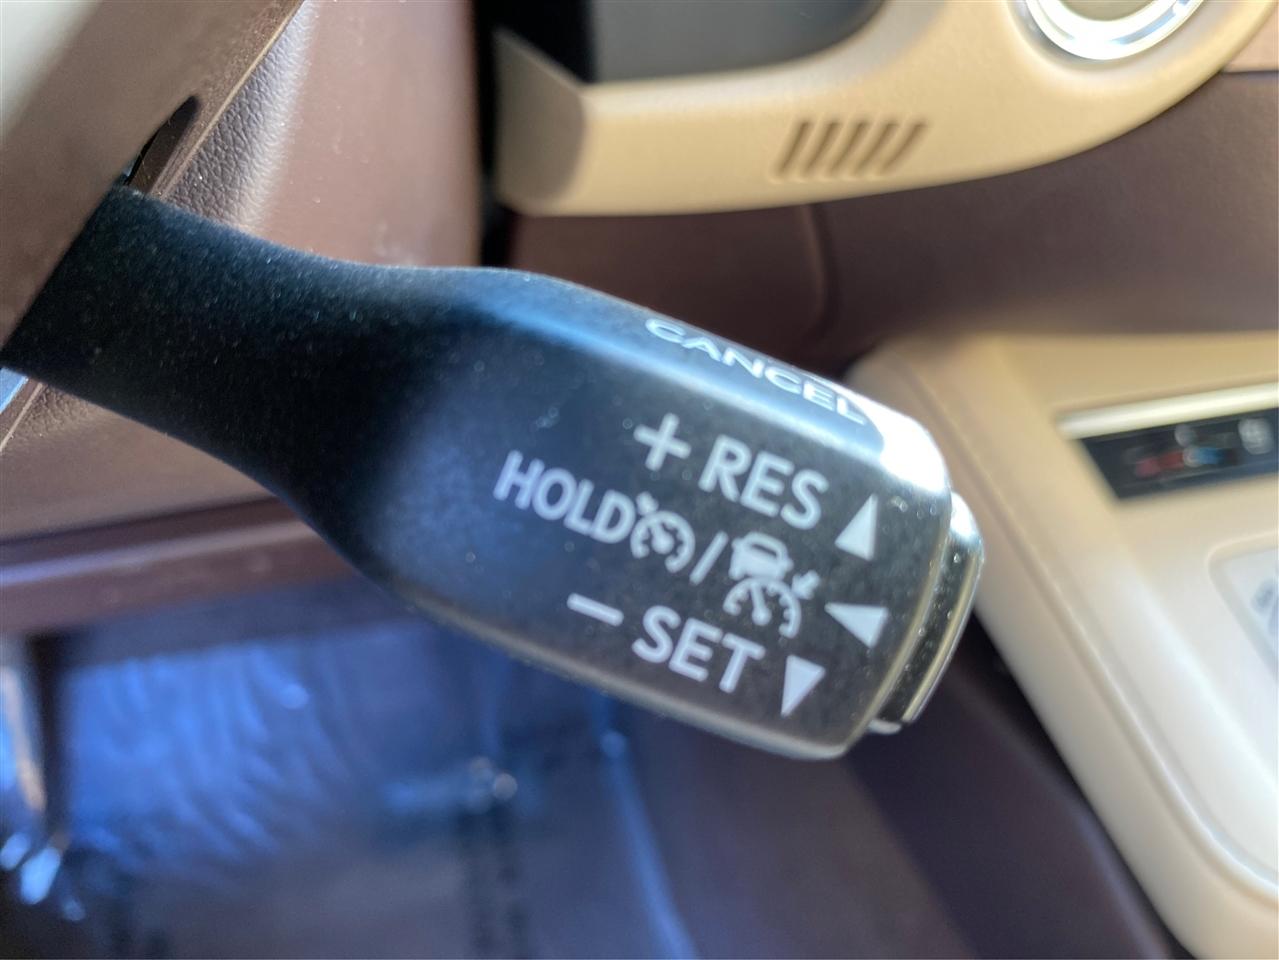 CANCEL
+ RES
HOLD /
− SET